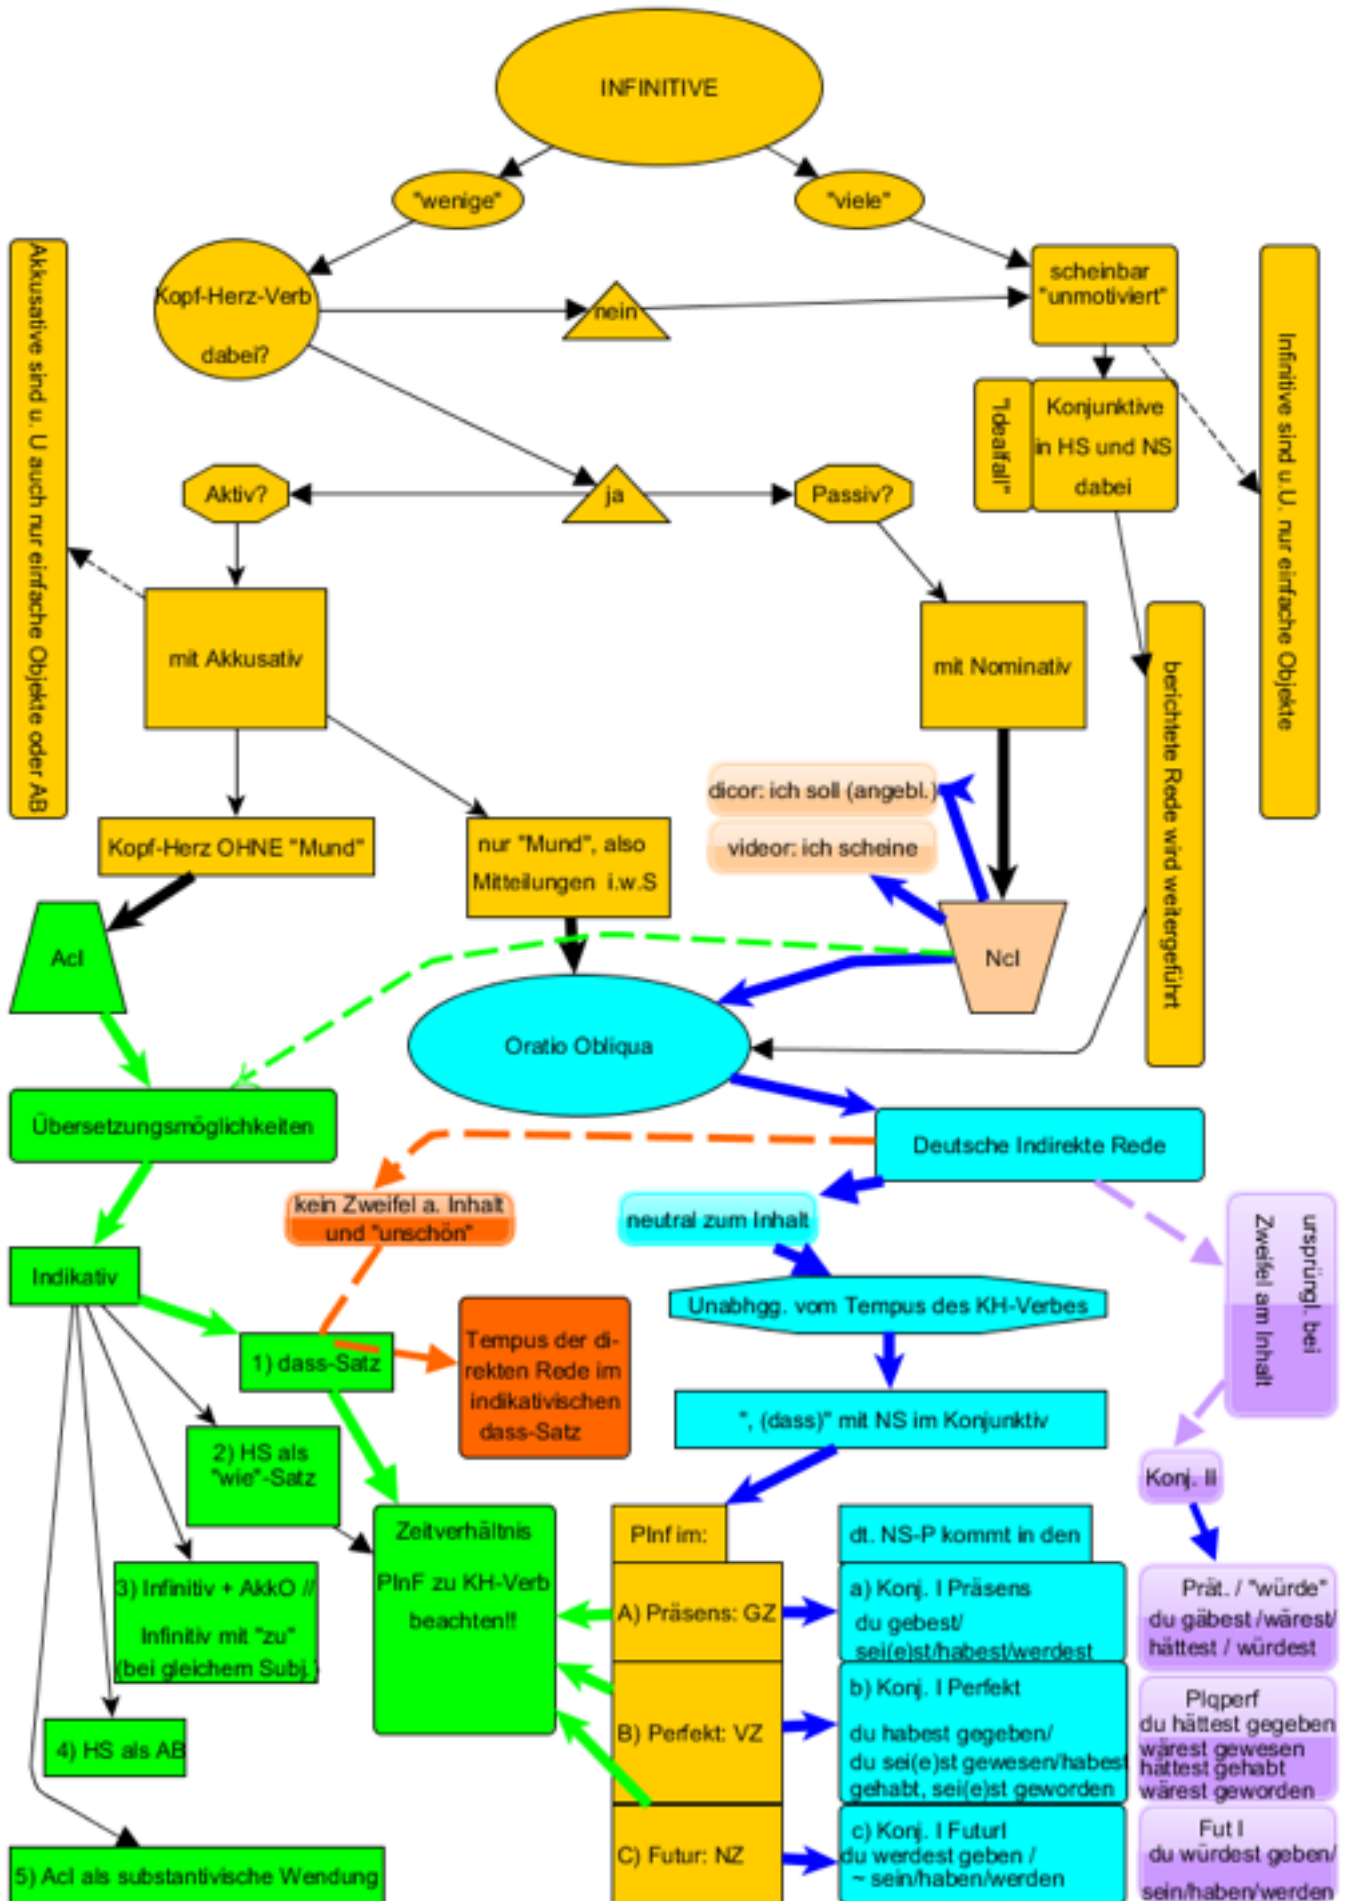 INFINITIVE
"wenige"
"viele"
Akkusative sind u. U auch nur einfache Objekte oder AB
Kopf-Herz-Verb
dabei?
nein
scheinbar
"unmotiviert"
Infinitive sind u.U. nur einfache Objekte
"Idealfall"
Konjunktive
in HS und NS
dabei
Aktiv?
ja
Passiv?
mit Akkusativ
mit Nominativ
berichtete Rede wird weitergeführt
dicor: ich soll (angebl.)
videor: ich scheine
Kopf-Herz OHNE "Mund"
nur "Mund", also
Mitteilungen i.w.S
AcI
NcI
Oratio Obliqua
Übersetzungsmöglichkeiten
Deutsche Indirekte Rede
kein Zweifel a. Inhalt
und "unschön"
neutral zum Inhalt
ursprüngl. bei
Zweifel am Inhalt
Indikativ
Unabhgg. vom Tempus des KH-Verbes
1) dass-Satz
Tempus der di-
rekten Rede im
indikativischen
dass-Satz
", (dass)" mit NS im Konjunktiv
2) HS als
"wie"-Satz
Konj. II
Zeitverhältnis
PInF zu KH-Verb
beachten!!
PInf im:
dt. NS-P kommt in den
3) Infinitiv + AkkO //
Infinitiv mit "zu"
(bei gleichem Subj.)
A) Präsens: GZ
a) Konj. I Präsens
du gebest/
sei(e)st/habest/werdest
Prät. / "würde"
du gäbest /wärest/
hättest / würdest
4) HS als AB
B) Perfekt: VZ
b) Konj. I Perfekt
du habest gegeben/
du sei(e)st gewesen/habest
gehabt, sei(e)st geworden
Plqperf
du hättest gegeben
wärest gewesen
hättest gehabt
wärest geworden
5) AcI als substantivische Wendung
C) Futur: NZ
c) Konj. I FuturI
du werdest geben /
~ sein/haben/werden
Fut I
du würdest geben/
sein/haben/werden